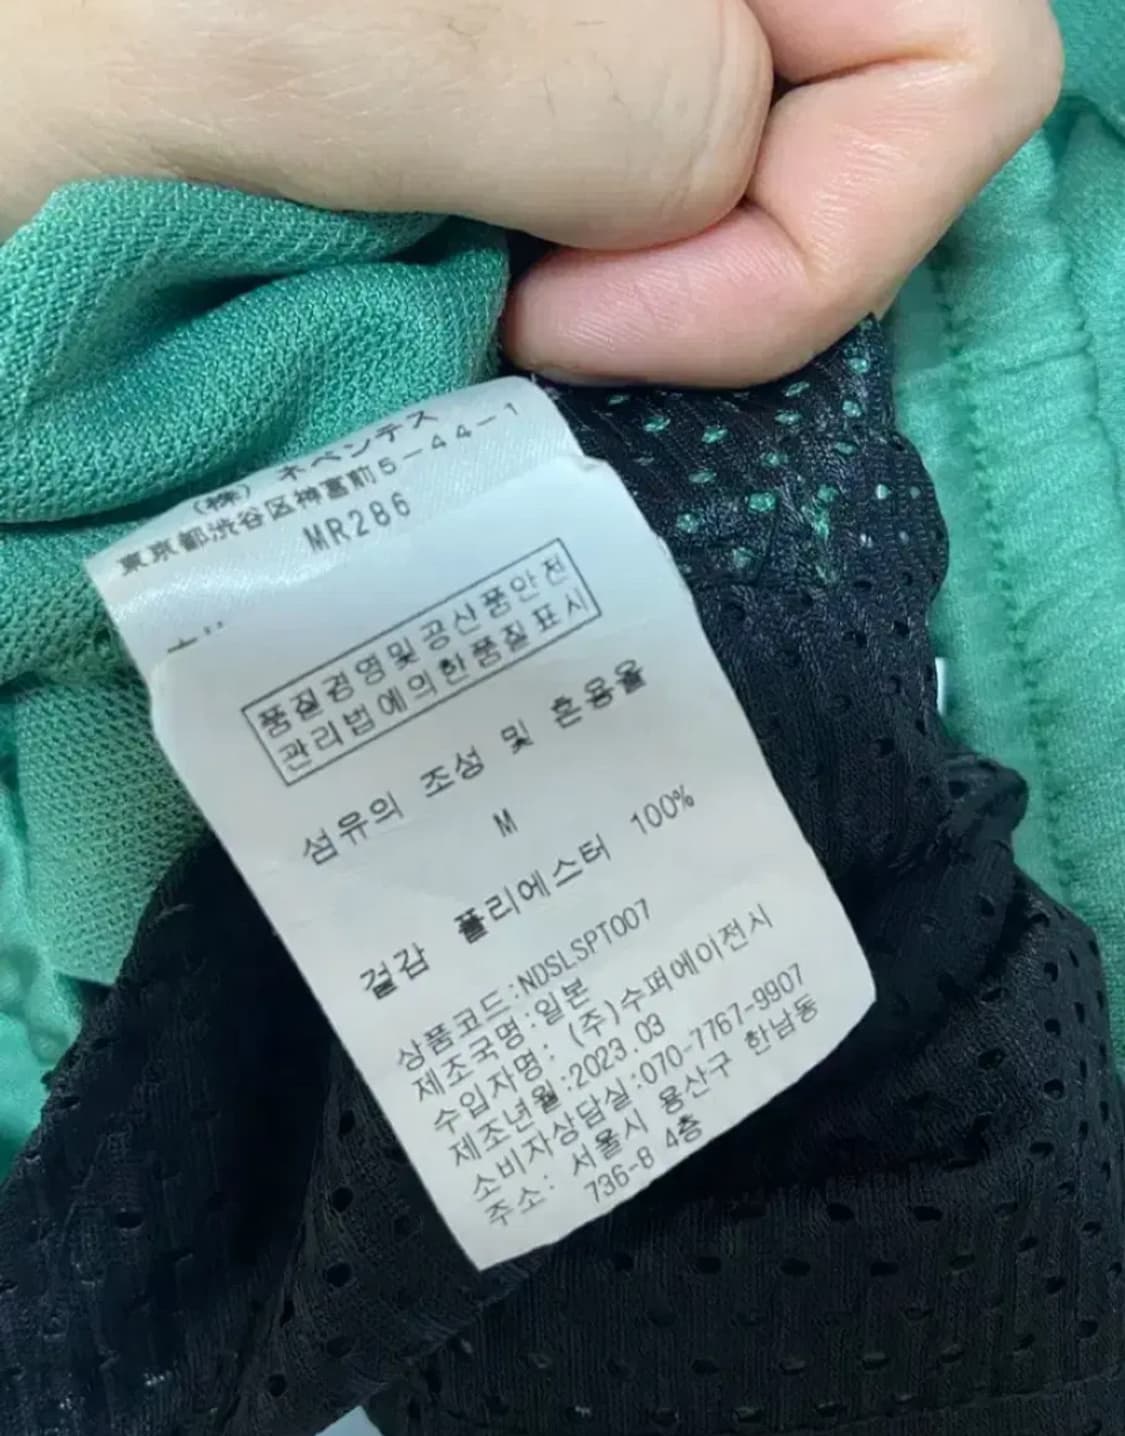 (株) ネペンテス
東京都渋谷区神宮前5-44-1
MR286
품질경영및공산품안전
관리법에의한품질표시
섬유의 조성 및 혼용율
M
겉감 폴리에스터 100%
상품코드:NDSLSPT007
제조국명:일본
수입자명: (주)수퍼에이전시
제조년월:2023.03
소비자상담실:070-7767-9907
주소: 서울시 용산구 한남동
736-8 4층